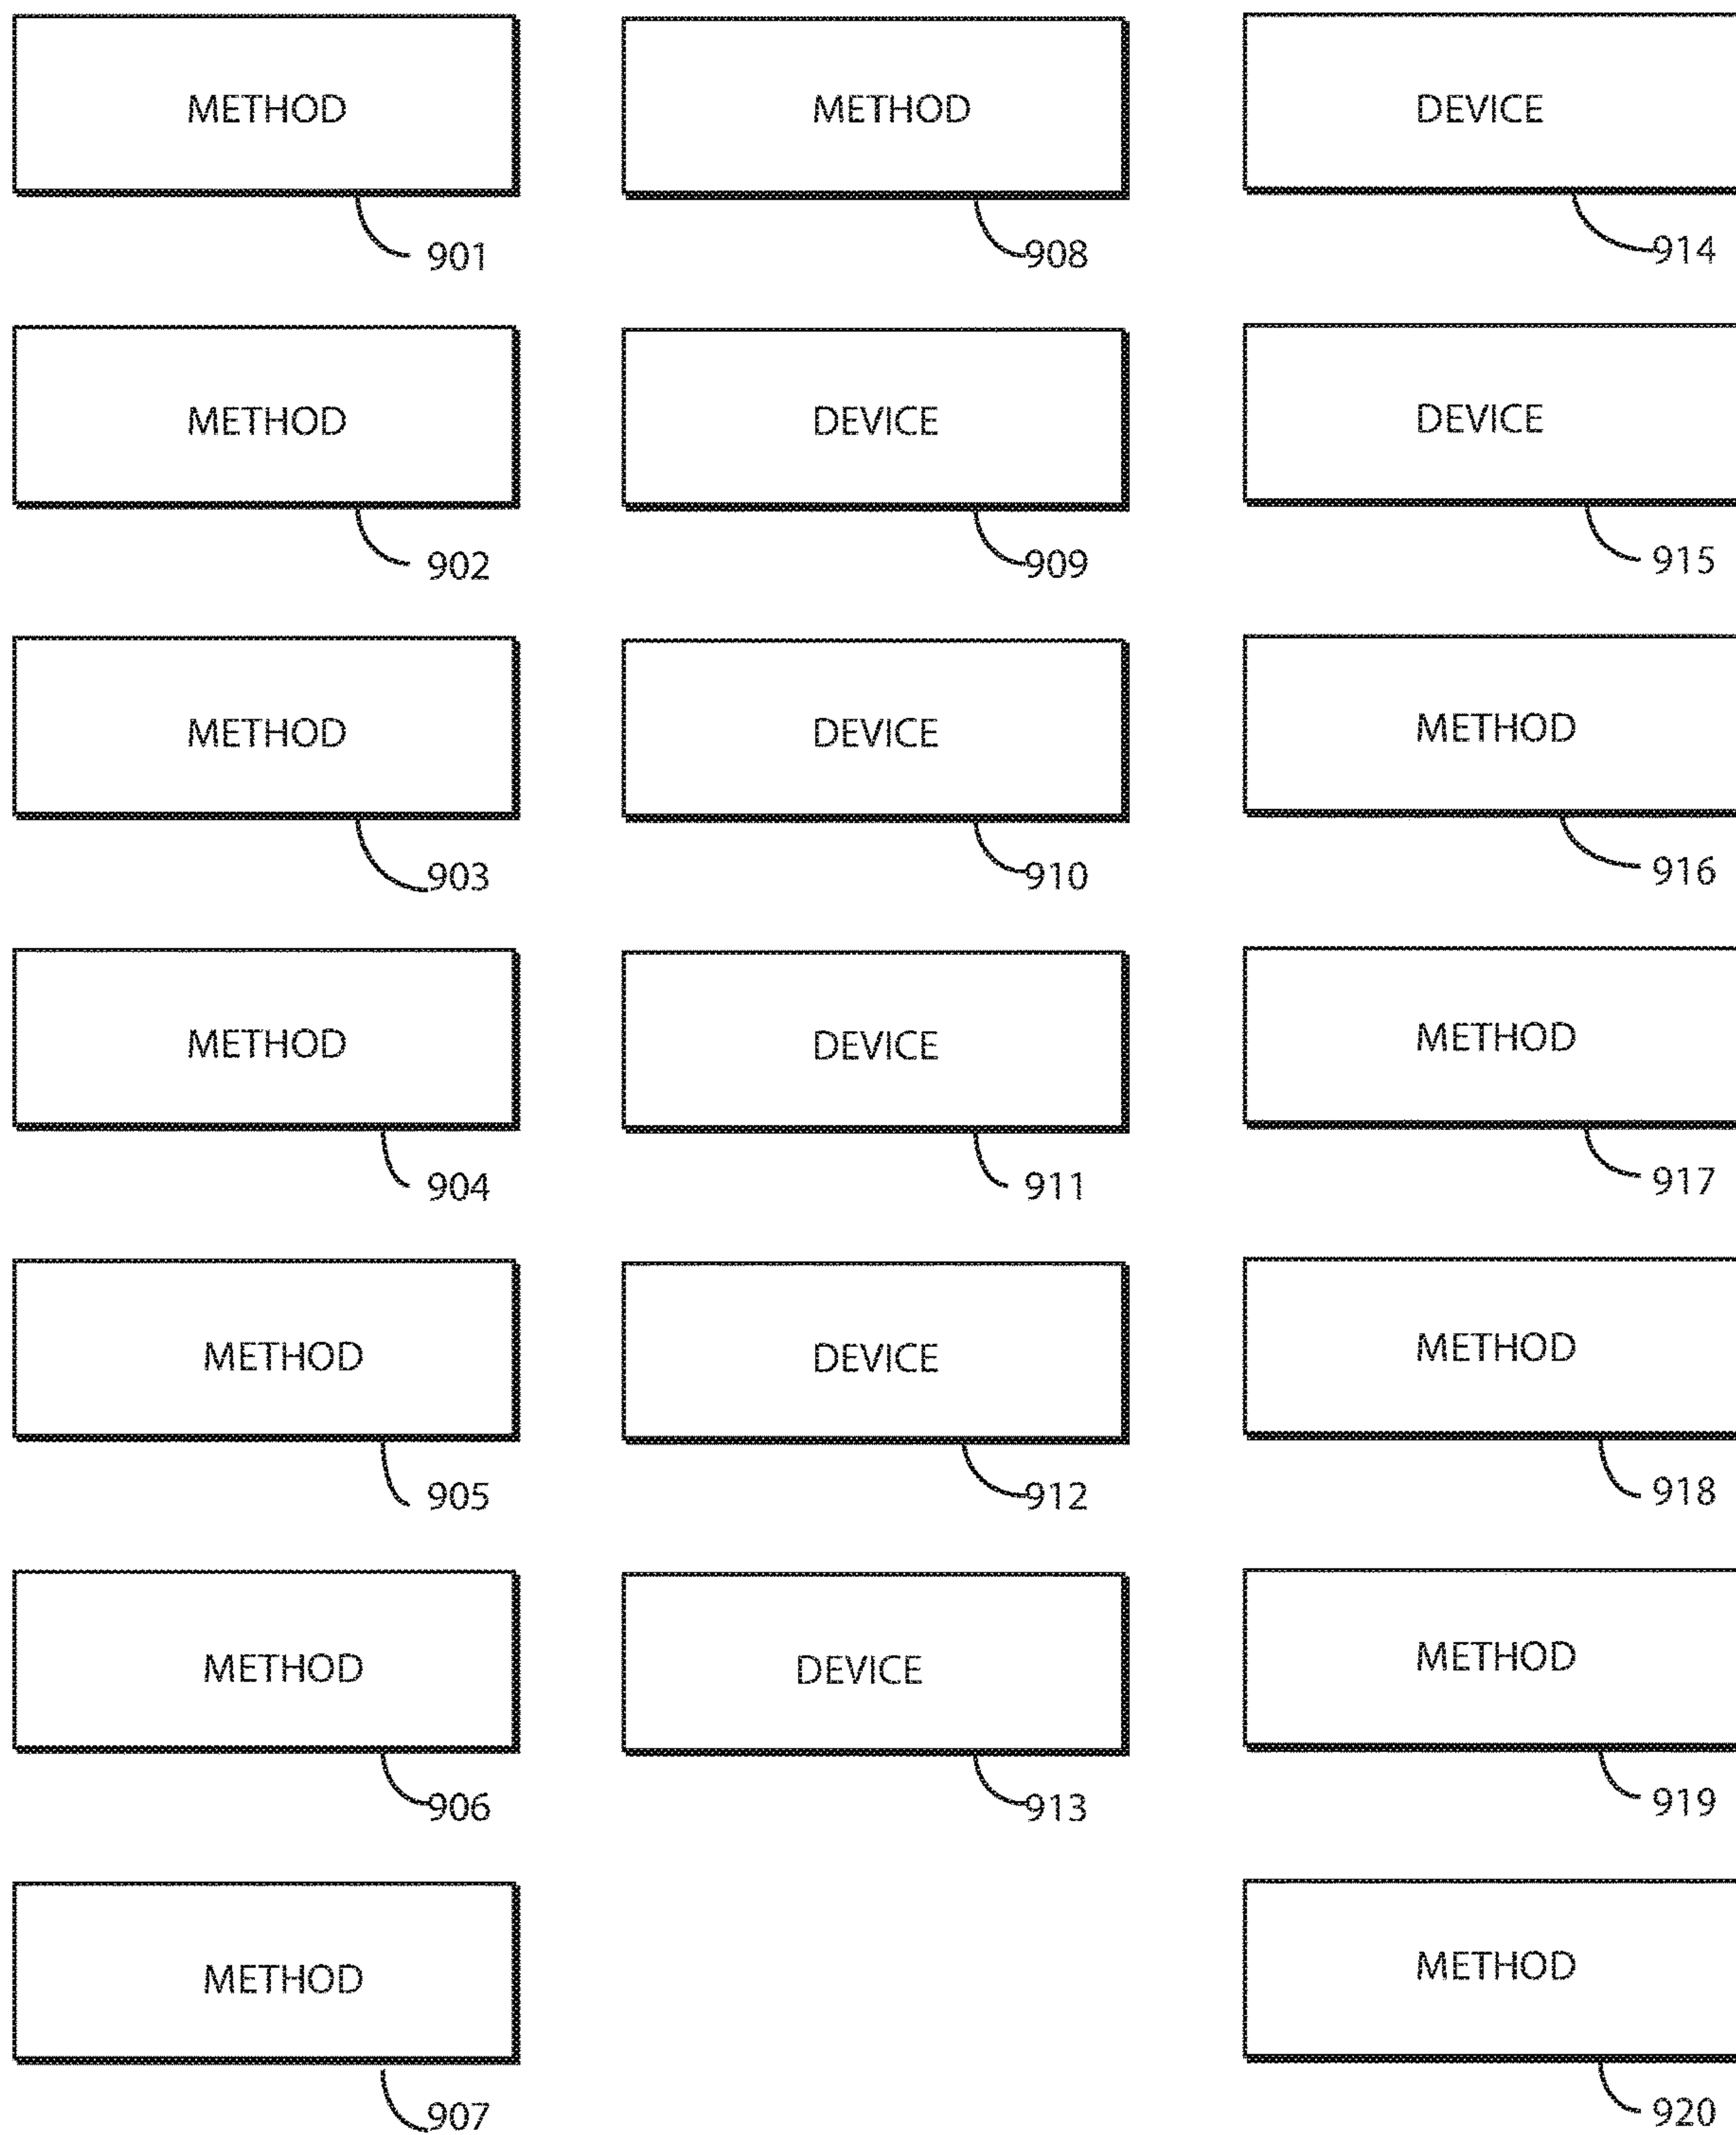 METHOD
901
METHOD
902
METHOD
903
METHOD
904
METHOD
905
METHOD
906
METHOD
907
METHOD
908
DEVICE
909
DEVICE
910
DEVICE
911
DEVICE
912
DEVICE
913
DEVICE
914
DEVICE
915
METHOD
916
METHOD
917
METHOD
918
METHOD
919
METHOD
920